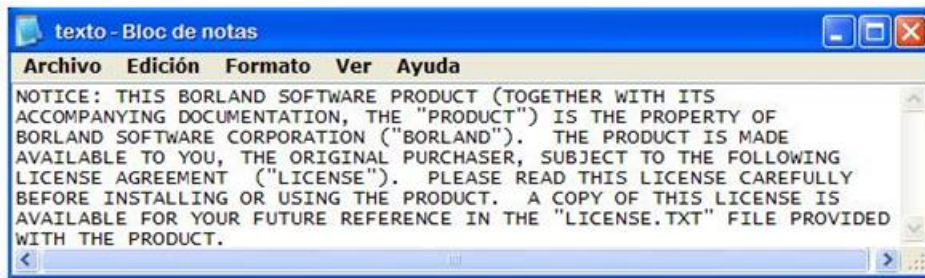 texto - Bloc de notas
Archivo Edición Formato Ver Ayuda
NOTICE: THIS BORLAND SOFTWARE PRODUCT (TOGETHER WITH ITS
ACCOMPANYING DOCUMENTATION, THE "PRODUCT") IS THE PROPERTY OF
BORLAND SOFTWARE CORPORATION ("BORLAND").  THE PRODUCT IS MADE
AVAILABLE TO YOU, THE ORIGINAL PURCHASER, SUBJECT TO THE FOLLOWING
LICENSE AGREEMENT  ("LICENSE").  PLEASE READ THIS LICENSE CAREFULLY
BEFORE INSTALLING OR USING THE PRODUCT.  A COPY OF THIS LICENSE IS
AVAILABLE FOR YOUR FUTURE REFERENCE IN THE "LICENSE.TXT" FILE PROVIDED
WITH THE PRODUCT.